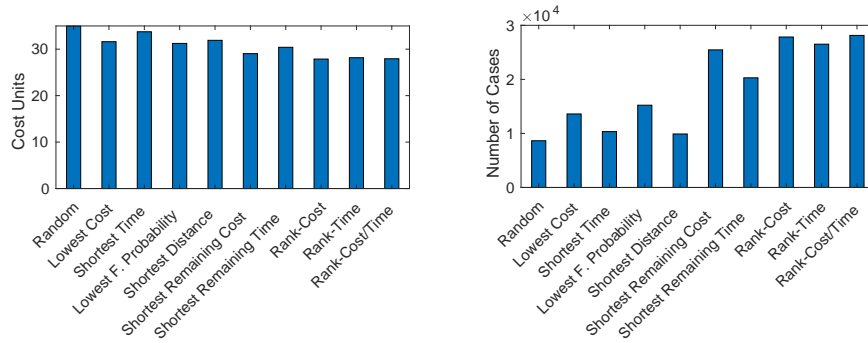 Cost Units
30
20
10
0
Random
Lowest Cost
Shortest Time
Lowest F. Probability
Shortest Distance
Shortest Remaining Cost
Shortest Remaining Time
Rank-Cost
Rank-Time
Rank-Cost/Time
×10⁴
Number of Cases
3
2
1
0
Random
Lowest Cost
Shortest Time
Lowest F. Probability
Shortest Distance
Shortest Remaining Cost
Shortest Remaining Time
Rank-Cost
Rank-Time
Rank-Cost/Time